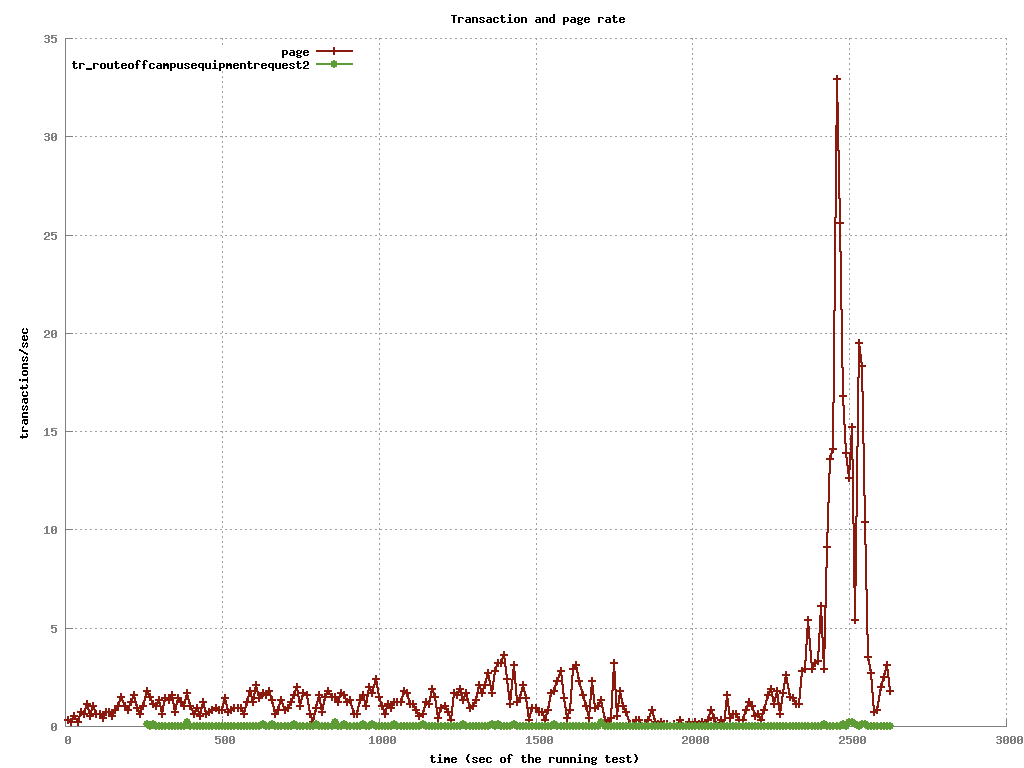 Transaction and page rate
35
page
tr_routeoffcampusequipmentrequest2
30
25
20
transactions/sec
15
10
5
0
0 500 1000 1500 2000 2500 3000
time (sec of the running test)